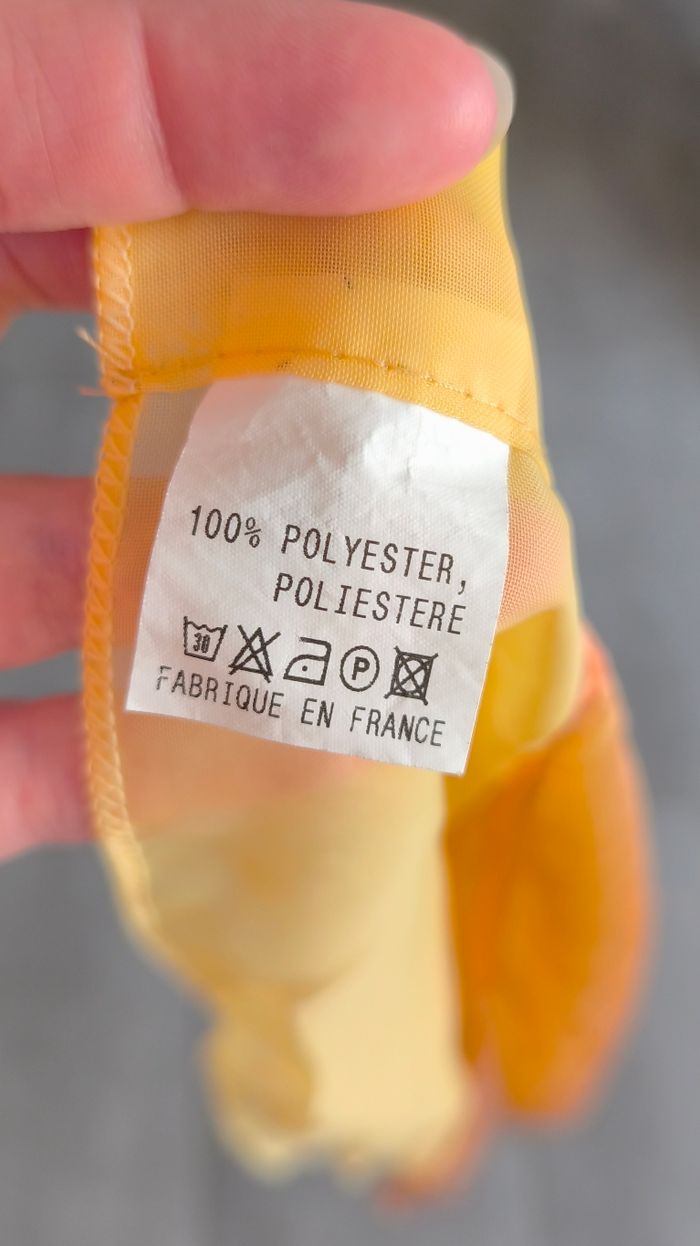 100% POLYESTER,
POLIESTERE
30 P
FABRIQUE EN FRANCE